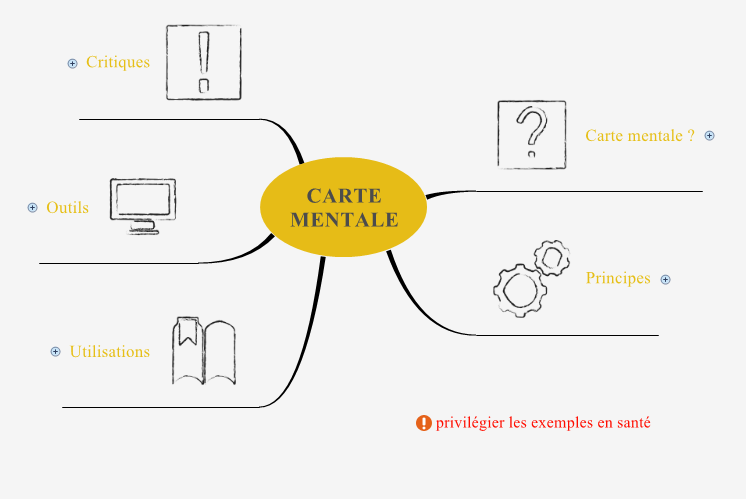 CARTE
MENTALE
Critiques
Outils
Utilisations
Carte mentale ?
Principes
privilégier les exemples en santé